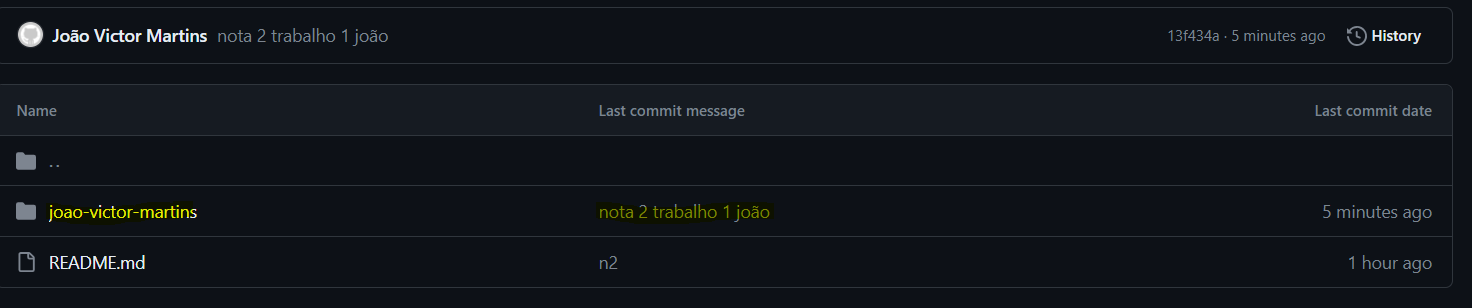 João Victor Martins nota 2 trabalho 1 joão 13f434a · 5 minutes ago History
Name Last commit message Last commit date
..
joao-victor-martins nota 2 trabalho 1 joão 5 minutes ago
README.md n2 1 hour ago